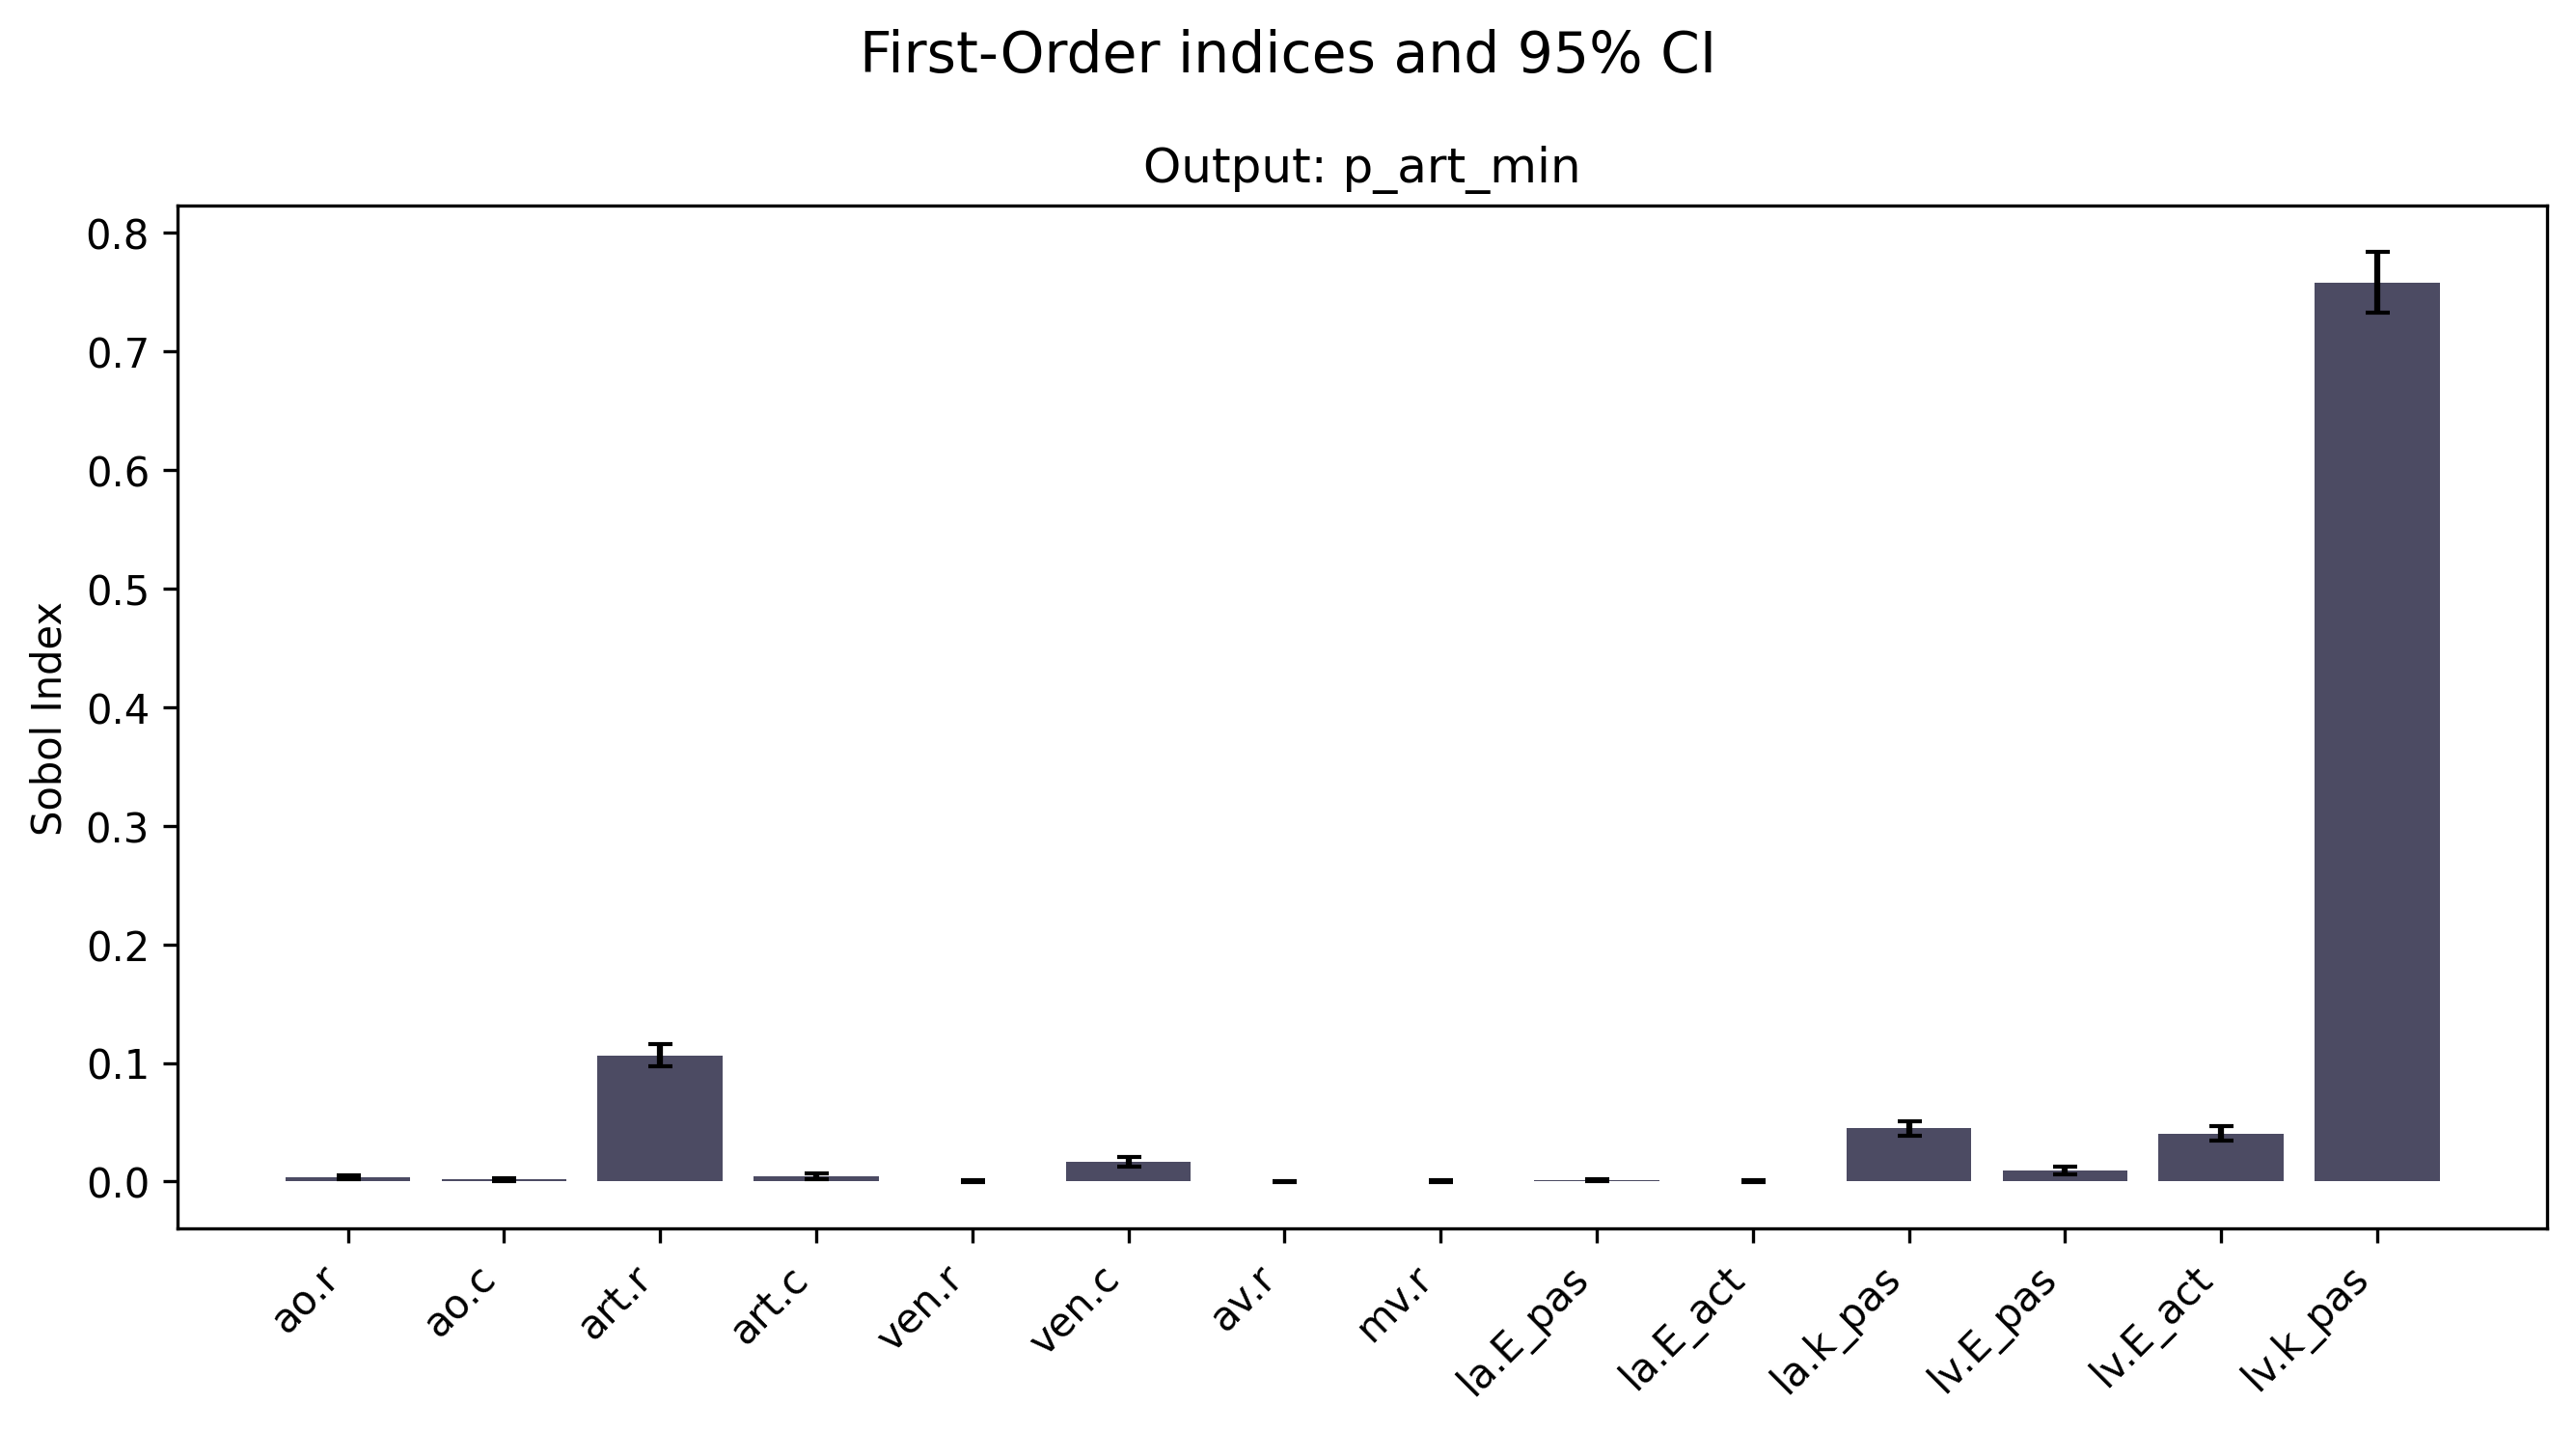 First-Order indices and 95% CI
Output: p_art_min
Sobol Index
0.8
0.7
0.6
0.5
0.4
0.3
0.2
0.1
0.0
ao.r
ao.c
art.r
art.c
ven.r
ven.c
av.r
mv.r
la.E_pas
la.E_act
la.k_pas
lv.E_pas
lv.E_act
lv.k_pas